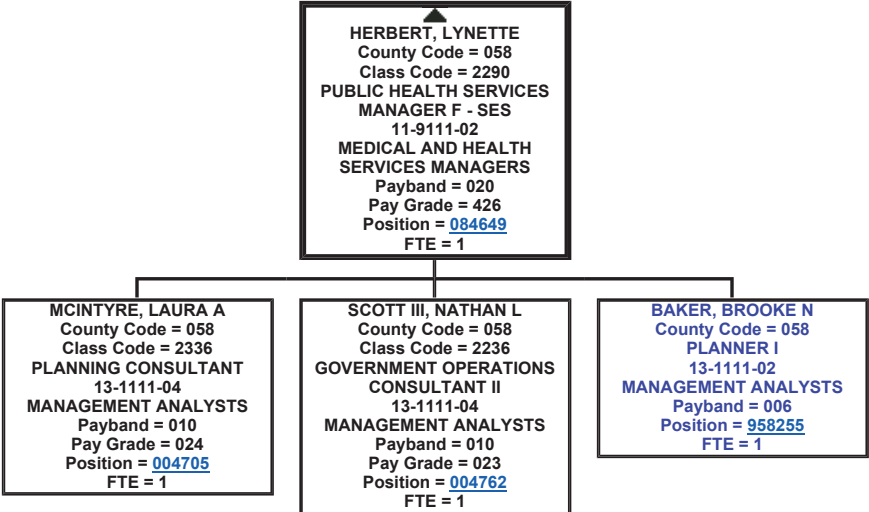 HERBERT, LYNETTE
County Code = 058
Class Code = 2290
PUBLIC HEALTH SERVICES
MANAGER F - SES
11-9111-02
MEDICAL AND HEALTH
SERVICES MANAGERS
Payband = 020
Pay Grade = 426
Position = 084649
FTE = 1
MCINTYRE, LAURA A
County Code = 058
Class Code = 2336
PLANNING CONSULTANT
13-1111-04
MANAGEMENT ANALYSTS
Payband = 010
Pay Grade = 024
Position = 004705
FTE = 1
SCOTT III, NATHAN L
County Code = 058
Class Code = 2236
GOVERNMENT OPERATIONS
CONSULTANT II
13-1111-04
MANAGEMENT ANALYSTS
Payband = 010
Pay Grade = 023
Position = 004762
FTE = 1
BAKER, BROOKE N
County Code = 058
PLANNER I
13-1111-02
MANAGEMENT ANALYSTS
Payband = 006
Position = 958255
FTE = 1